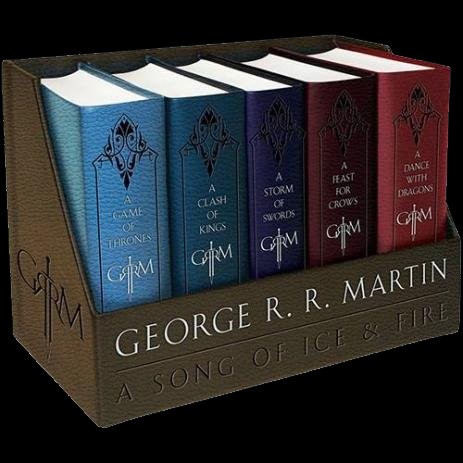 A
GAME OF
THRONES
GRRM
A
CLASH OF
KINGS
GRRM
A
STORM OF
SWORDS
GRRM
A
FEAST FOR
CROWS
GRRM
A
DANCE WITH
DRAGONS
GRRM
GRRM
GEORGE R. R. MARTIN
A SONG OF ICE & FIRE